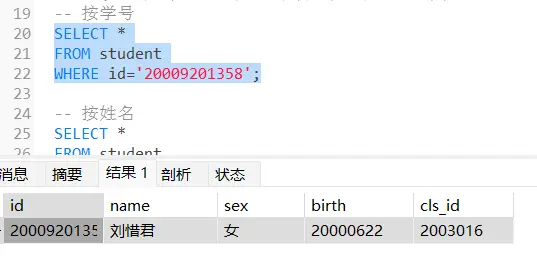 19 -- 按学号
20 SELECT *
21 FROM student
22 WHERE id='20009201358';
23
24 -- 按姓名
25 SELECT *
26 FROM student
消息 摘要 结果 1 剖析 状态
id name sex birth cls_id
2000920135 刘惜君 女 20000622 2003016